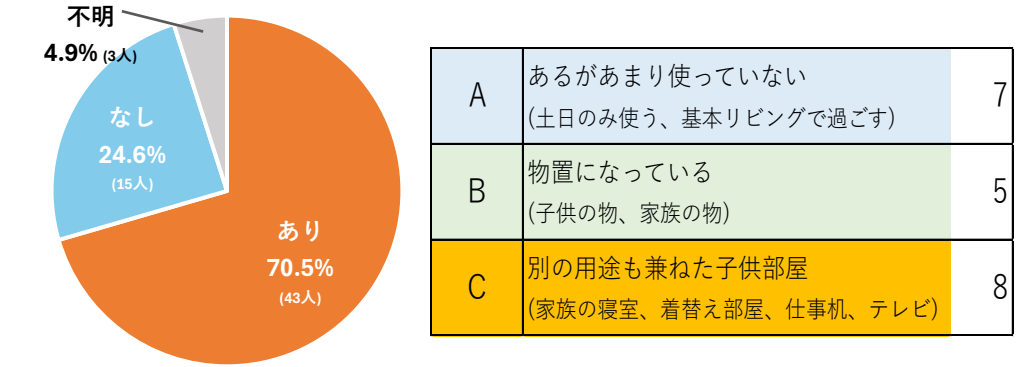 不明
4.9% (3人)
なし
24.6%
(15人)
あり
70.5%
(43人)
A
あるがあまり使っていない
(土日のみ使う、基本リビングで過ごす)
7
B
物置になっている
(子供の物、家族の物)
5
C
別の用途も兼ねた子供部屋
(家族の寝室、着替え部屋、仕事机、テレビ)
8